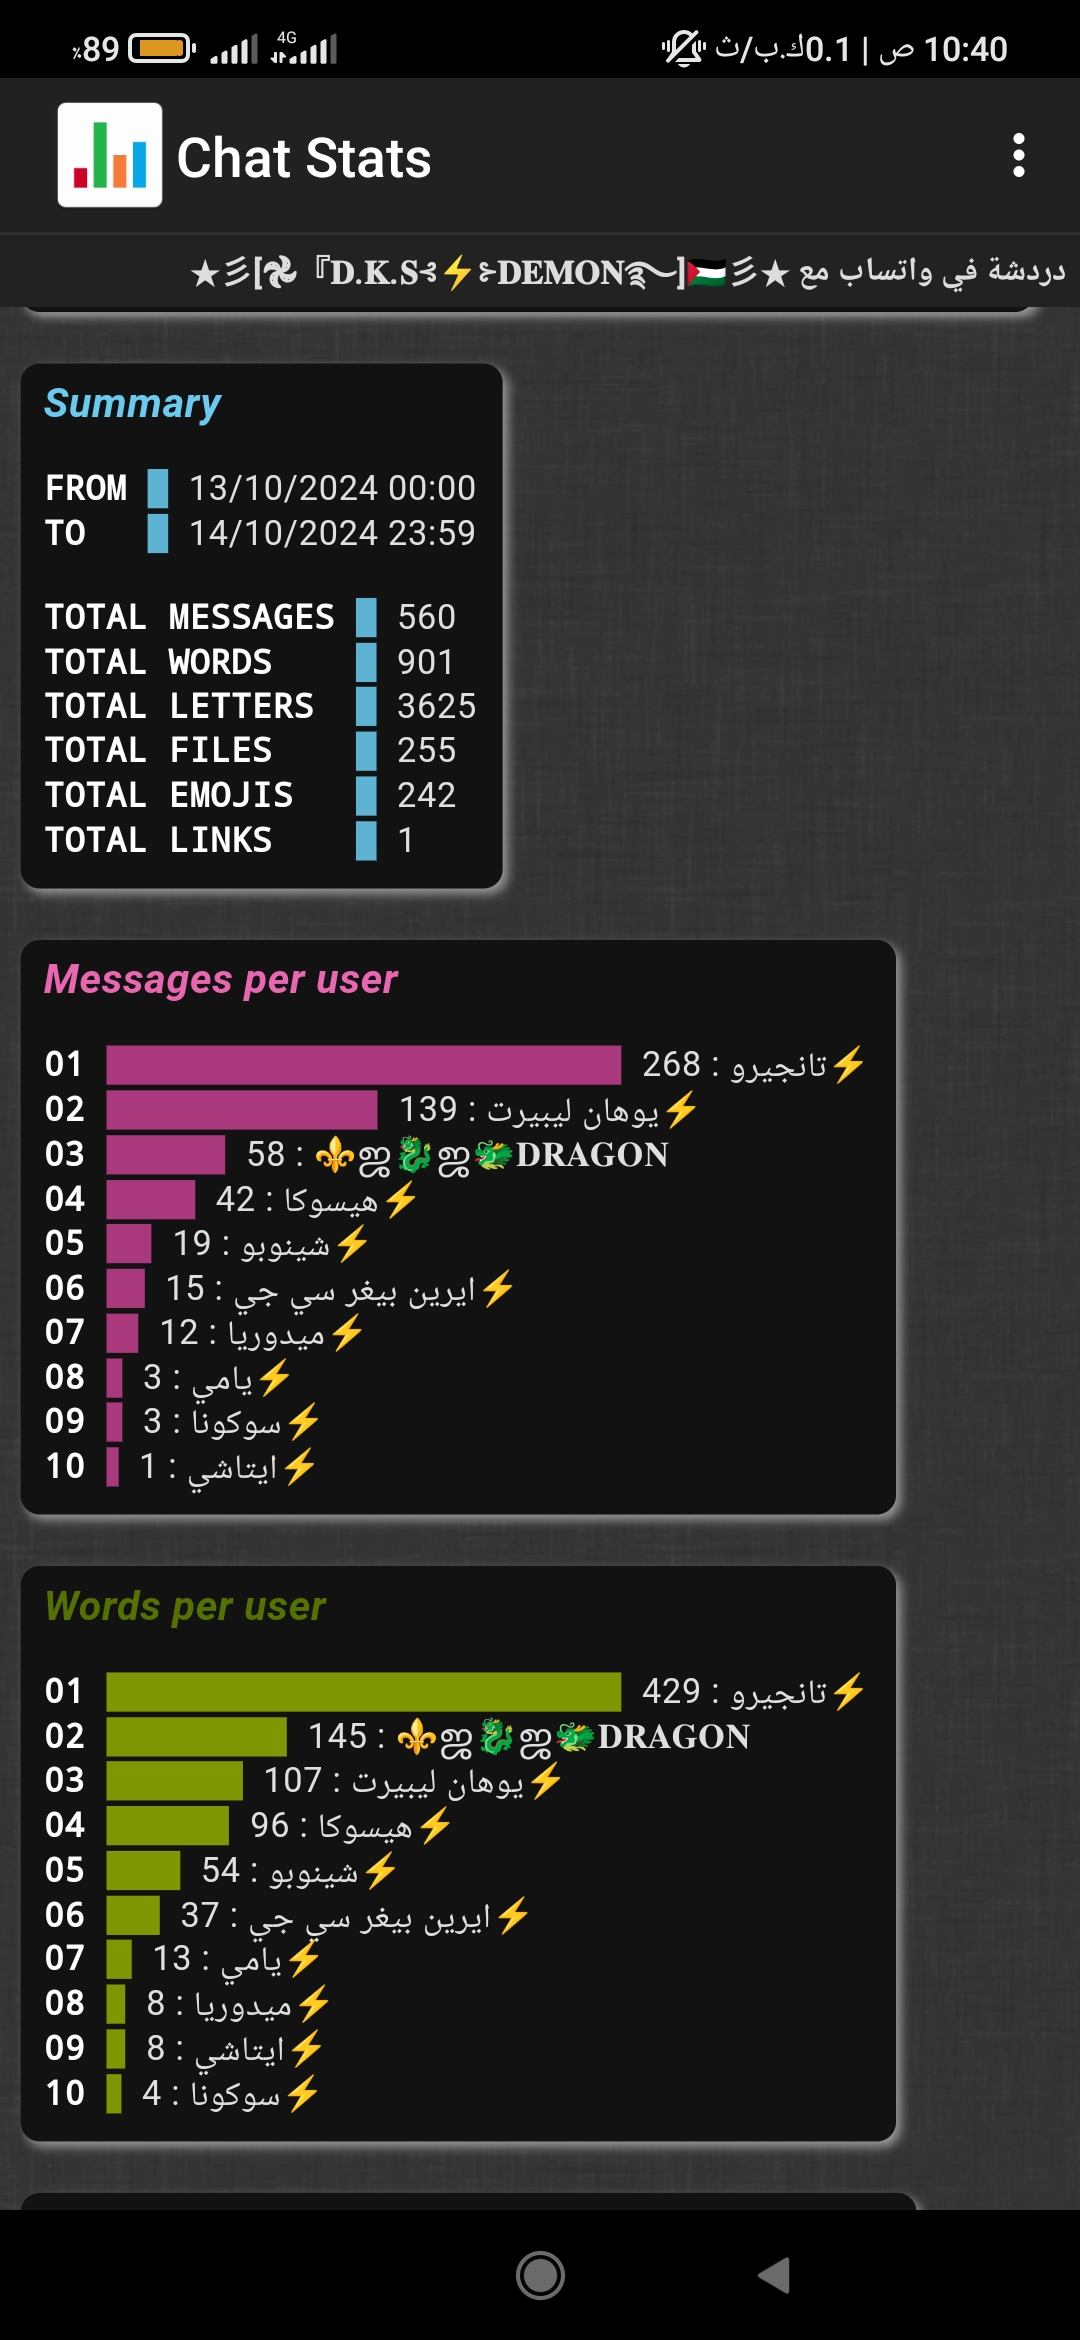 10:40 ص | 0.1ك.ب/ث
4G
89٪
Chat Stats
دردشة في واتساب مع ★彡[🇵🇸]『D.K.S⊰⚡⊱DEMON࿐]彡★
Summary
FROM 13/10/2024 00:00
TO 14/10/2024 23:59
TOTAL MESSAGES 560
TOTAL WORDS 901
TOTAL LETTERS 3625
TOTAL FILES 255
TOTAL EMOJIS 242
TOTAL LINKS 1
Messages per user
01 268 : تانجيرو⚡
02 139 : يوهان ليبيرت⚡
03 58 : ⚜ஜ🐉ஜ🐲DRAGON
04 42 : هيسوكا⚡
05 19 : شينوبو⚡
06 15 : ايرين بيغر سي جي⚡
07 12 : ميدوريا⚡
08 3 : يامي⚡
09 3 : سوكونا⚡
10 1 : ايتاشي⚡
Words per user
01 429 : تانجيرو⚡
02 145 : ⚜ஜ🐉ஜ🐲DRAGON
03 107 : يوهان ليبيرت⚡
04 96 : هيسوكا⚡
05 54 : شينوبو⚡
06 37 : ايرين بيغر سي جي⚡
07 13 : يامي⚡
08 8 : ميدوريا⚡
09 8 : ايتاشي⚡
10 4 : سوكونا⚡